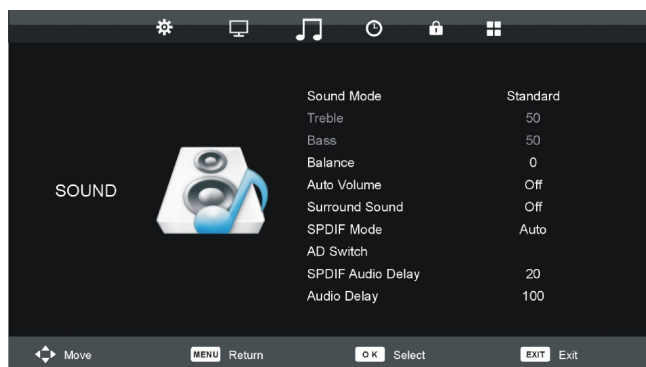 SOUND
Sound Mode Standard
Treble 50
Bass 50
Balance 0
Auto Volume Off
Surround Sound Off
SPDIF Mode Auto
AD Switch
SPDIF Audio Delay 20
Audio Delay 100
Move MENU Return OK Select EXIT Exit